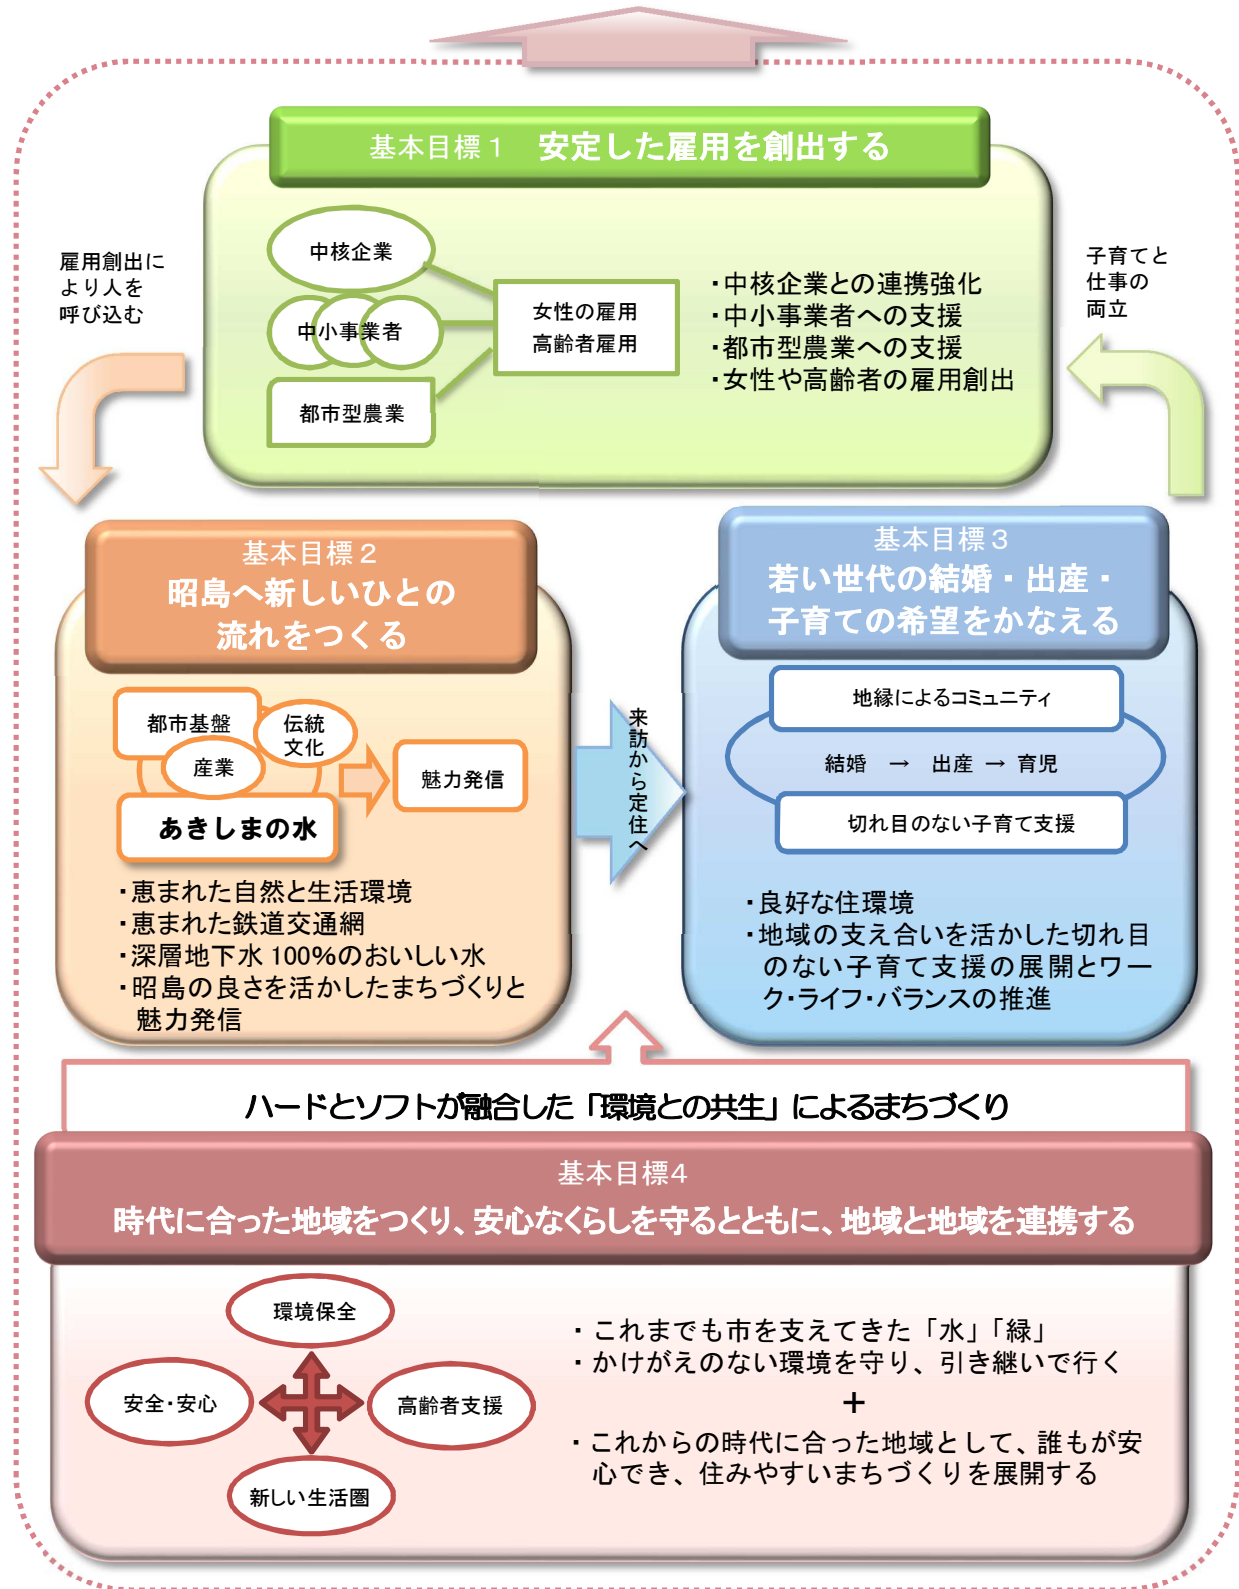 基本目標１　安定した雇用を創出する
雇用創出に
より人を
呼び込む
中核企業
中小事業者
都市型農業
女性の雇用
高齢者雇用
・中核企業との連携強化
・中小事業者への支援
・都市型農業への支援
・女性や高齢者の雇用創出
子育てと
仕事の
両立
基本目標２
昭島へ新しいひとの
流れをつくる
都市基盤
伝統
文化
産業
あきしまの水
魅力発信
・恵まれた自然と生活環境
・恵まれた鉄道交通網
・深層地下水 100%のおいしい水
・昭島の良さを活かしたまちづくりと
魅力発信
来訪から定住へ
基本目標３
若い世代の結婚・出産・
子育ての希望をかなえる
地縁によるコミュニティ
結婚　→　出産 → 育児
切れ目のない子育て支援
・良好な住環境
・地域の支え合いを活かした切れ目
のない子育て支援の展開とワー
ク・ライフ・バランスの推進
ハードとソフトが融合した「環境との共生」によるまちづくり
基本目標4
時代に合った地域をつくり、安心なくらしを守るとともに、地域と地域を連携する
環境保全
安全・安心
高齢者支援
新しい生活圏
・これまでも市を支えてきた「水」「緑」
・かけがえのない環境を守り、引き継いで行く
＋
・これからの時代に合った地域として、誰もが安
心でき、住みやすいまちづくりを展開する